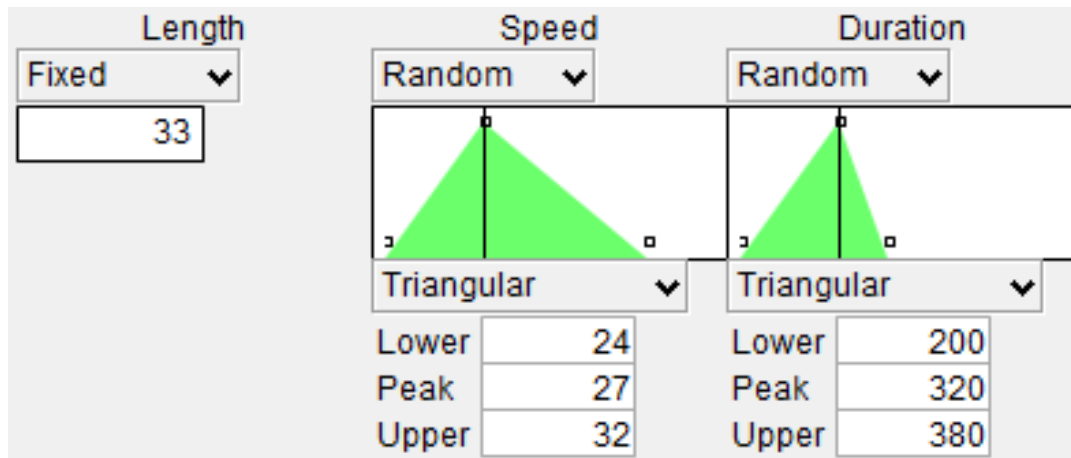 Length Speed Duration
Fixed Random Random
33
Triangular Triangular
Lower 24 Lower 200
Peak 27 Peak 320
Upper 32 Upper 380